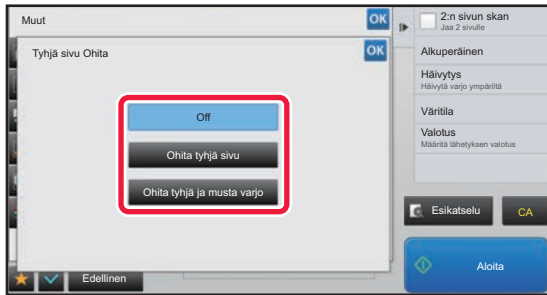 Muut
OK
Tyhjä sivu Ohita
OK
Off
Ohita tyhjä sivu
Ohita tyhjä ja musta varjo
Edellinen
2:n sivun skan
Jaa 2 sivulle
Alkuperäinen
Häivytys
Häivytä varjo ympäriltä
Väritila
Valotus
Määritä lähetyksen valotus
Esikatselu
CA
Aloita